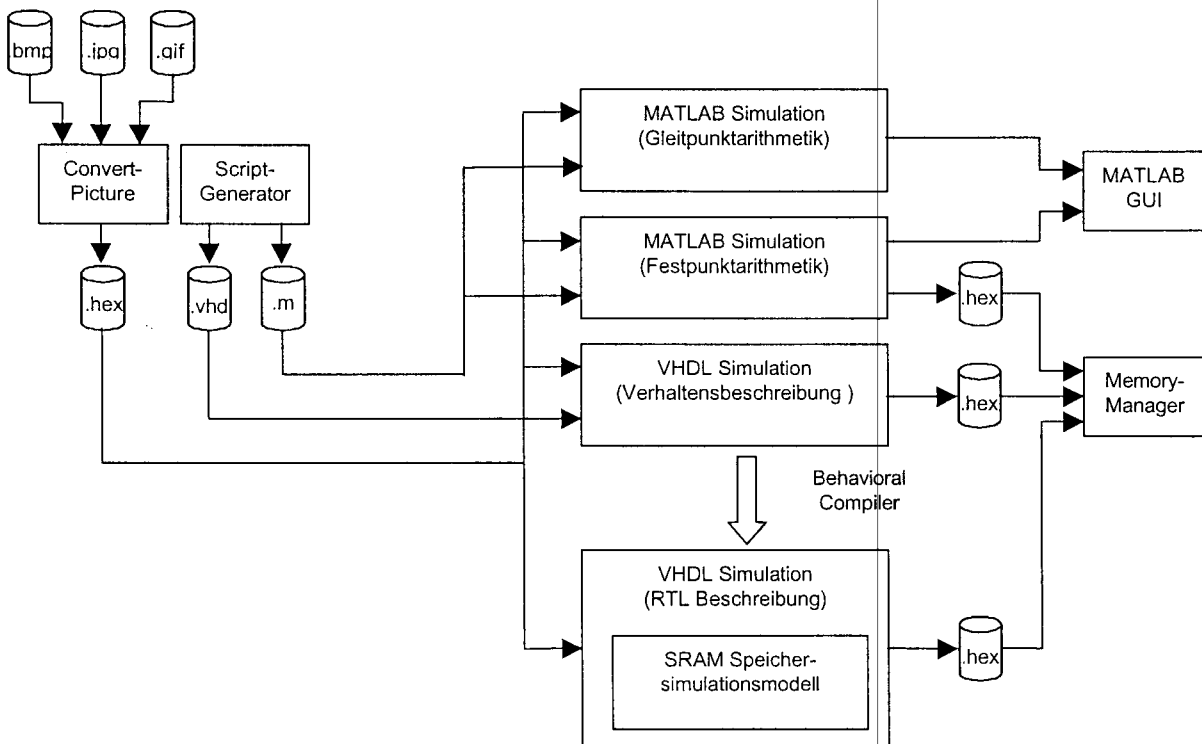 .bmp
.jpg
.gif
Convert-
Picture
Script-
Generator
.hex
.vhd
.m
MATLAB Simulation
(Gleitpunktarithmetik)
MATLAB Simulation
(Festpunktarithmetik)
VHDL Simulation
(Verhaltensbeschreibung )
Behavioral
Compiler
VHDL Simulation
(RTL Beschreibung)
SRAM Speicher-
simulationsmodell
.hex
.hex
.hex
MATLAB
GUI
Memory-
Manager